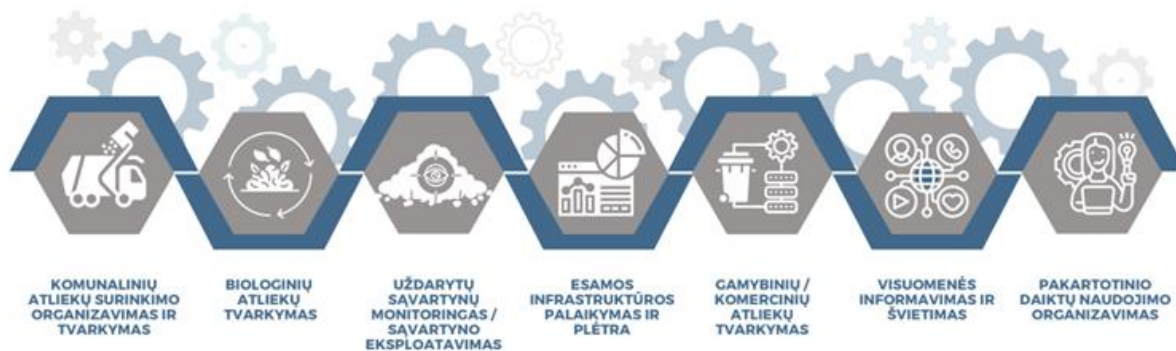 KOMUNALINIŲ
ATLIEKŲ SURINKIMO
ORGANIZAVIMAS IR
TVARKYMAS
BIOLOGINIŲ
ATLIEKŲ
TVARKYMAS
UŽDARYTŲ
SĄVARTYNŲ
MONITORINGAS /
SĄVARTYNO
EKSPLOATAVIMAS
ESAMOS
INFRASTRUKTŪROS
PALAIKYMAS IR
PLĖTRA
GAMYBINIŲ /
KOMERCINIŲ
ATLIEKŲ
TVARKYMAS
VISUOMENĖS
INFORMAVIMAS IR
ŠVIETIMAS
PAKARTOTINIO
DAIKTŲ NAUDOJIMO
ORGANIZAVIMAS